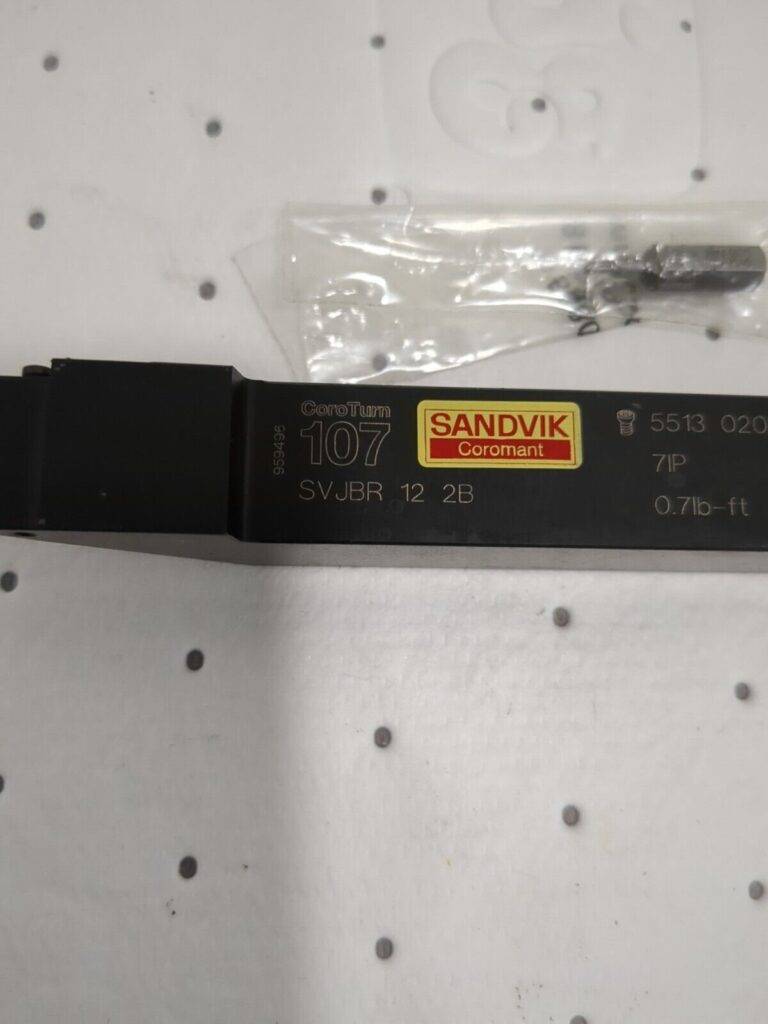 CoroTurn
107
959496
SVJBR 12 2B
SANDVIK
Coromant
5513 020
7IP
0.7lb-ft